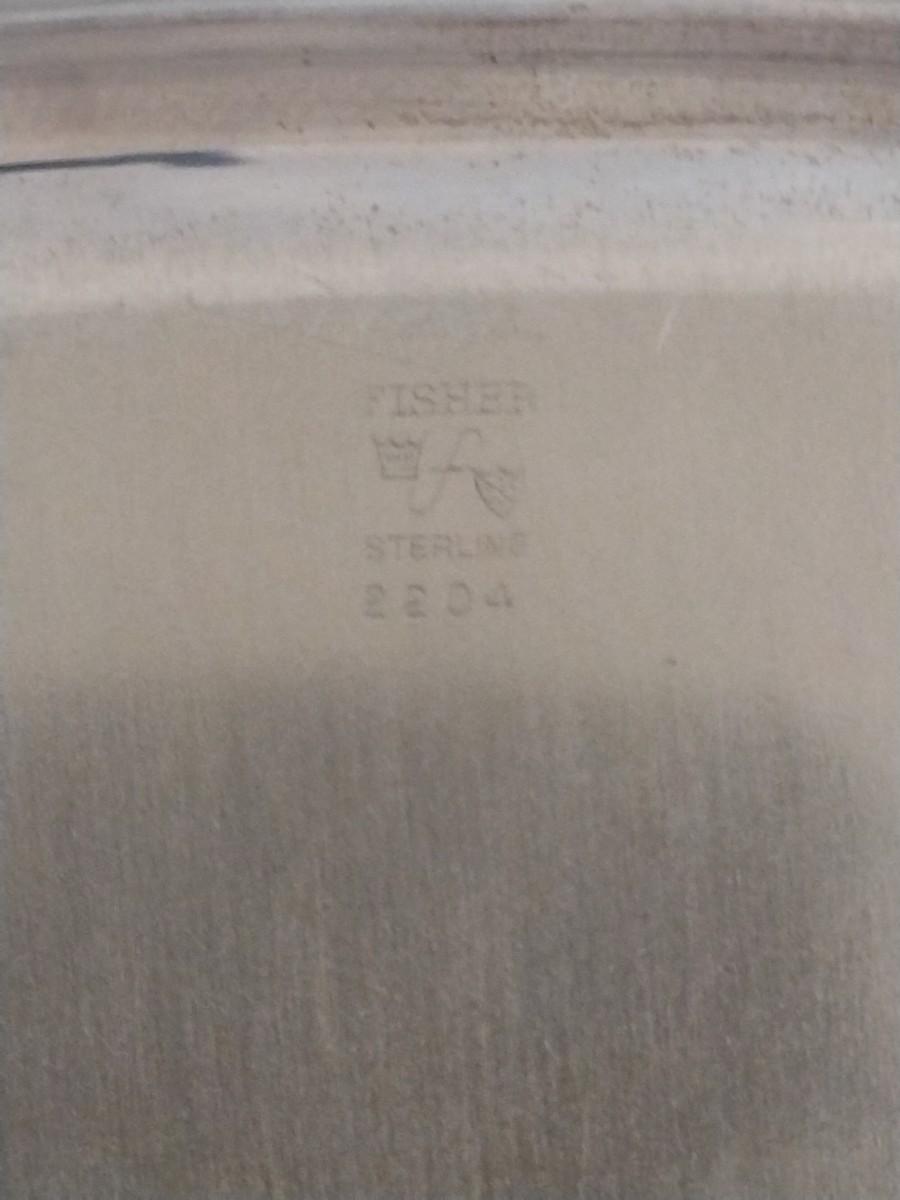 FISHER
f
STERLING
2204